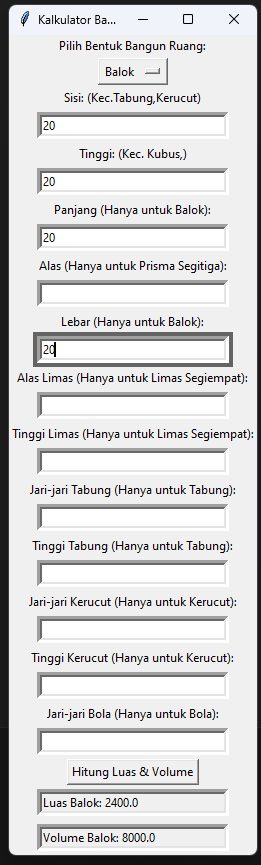 Kalkulator Ba...
Pilih Bentuk Bangun Ruang:
Balok
Sisi: (Kec.Tabung,Kerucut)
20
Tinggi: (Kec. Kubus,)
20
Panjang (Hanya untuk Balok):
20
Alas (Hanya untuk Prisma Segitiga):
Lebar (Hanya untuk Balok):
20
Alas Limas (Hanya untuk Limas Segiempat):
Tinggi Limas (Hanya untuk Limas Segiempat):
Jari-jari Tabung (Hanya untuk Tabung):
Tinggi Tabung (Hanya untuk Tabung):
Jari-jari Kerucut (Hanya untuk Kerucut):
Tinggi Kerucut (Hanya untuk Kerucut):
Jari-jari Bola (Hanya untuk Bola):
Hitung Luas & Volume
Luas Balok: 2400.0
Volume Balok: 8000.0